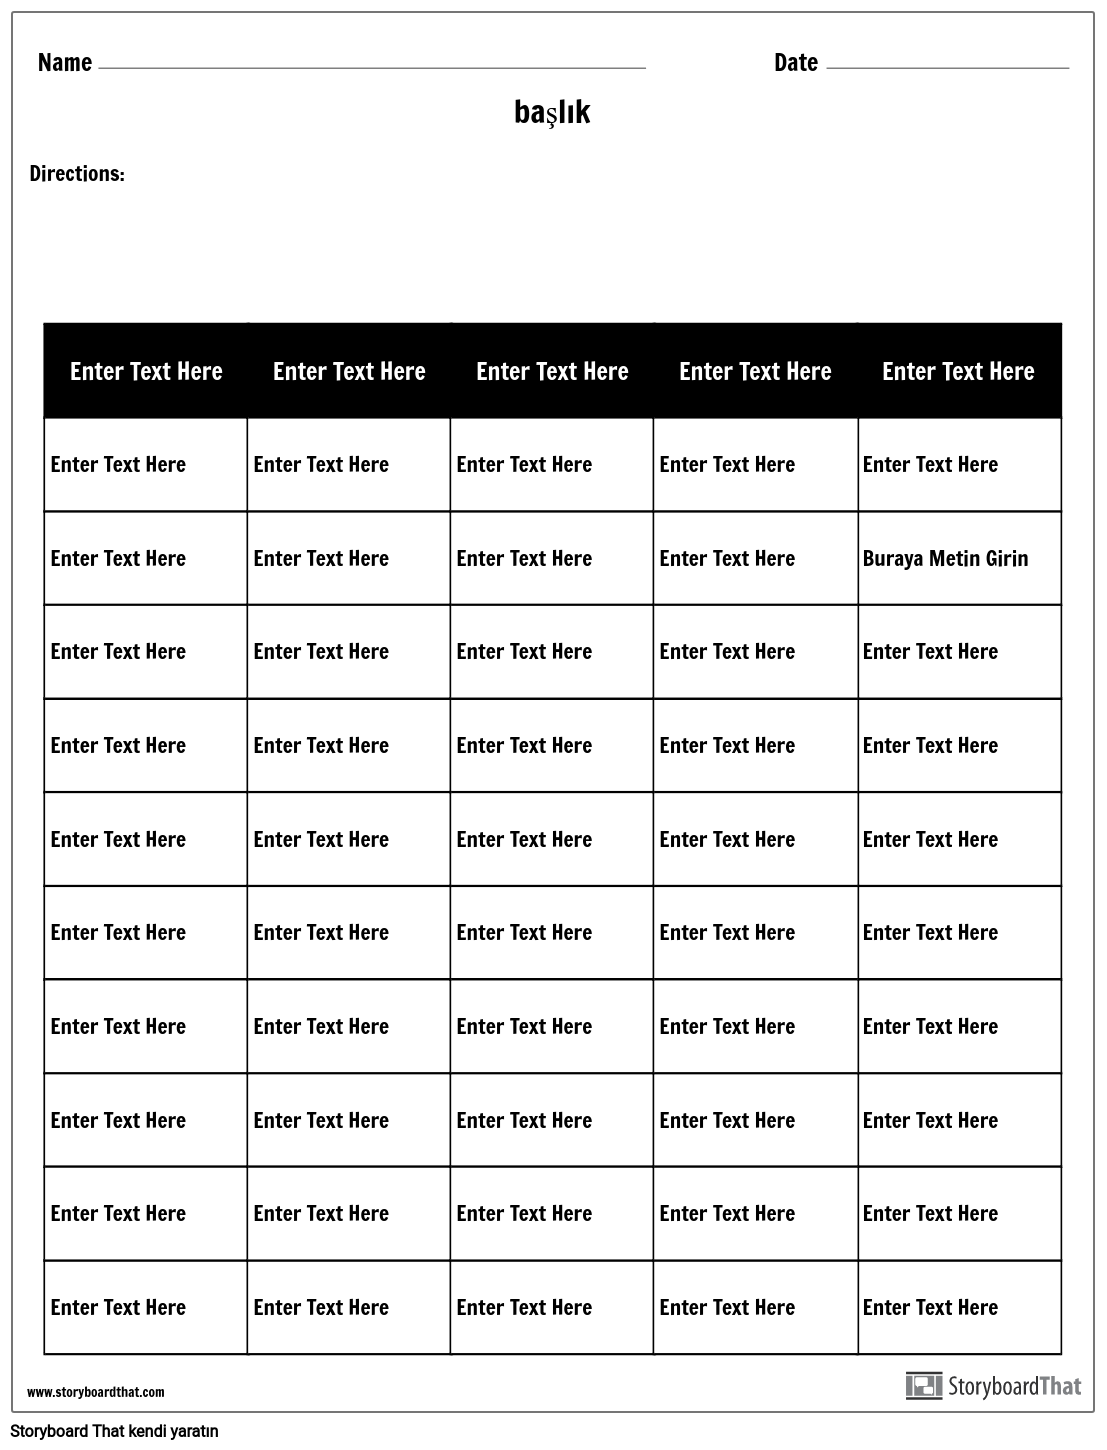 Name Date
başlık
Directions:
Enter Text Here Enter Text Here Enter Text Here Enter Text Here Enter Text Here
Enter Text Here Enter Text Here Enter Text Here Enter Text Here Enter Text Here
Enter Text Here Enter Text Here Enter Text Here Enter Text Here Buraya Metin Girin
Enter Text Here Enter Text Here Enter Text Here Enter Text Here Enter Text Here
Enter Text Here Enter Text Here Enter Text Here Enter Text Here Enter Text Here
Enter Text Here Enter Text Here Enter Text Here Enter Text Here Enter Text Here
Enter Text Here Enter Text Here Enter Text Here Enter Text Here Enter Text Here
Enter Text Here Enter Text Here Enter Text Here Enter Text Here Enter Text Here
Enter Text Here Enter Text Here Enter Text Here Enter Text Here Enter Text Here
Enter Text Here Enter Text Here Enter Text Here Enter Text Here Enter Text Here
Enter Text Here Enter Text Here Enter Text Here Enter Text Here Enter Text Here
www.storyboardthat.com StoryboardThat
Storyboard That kendi yaratın